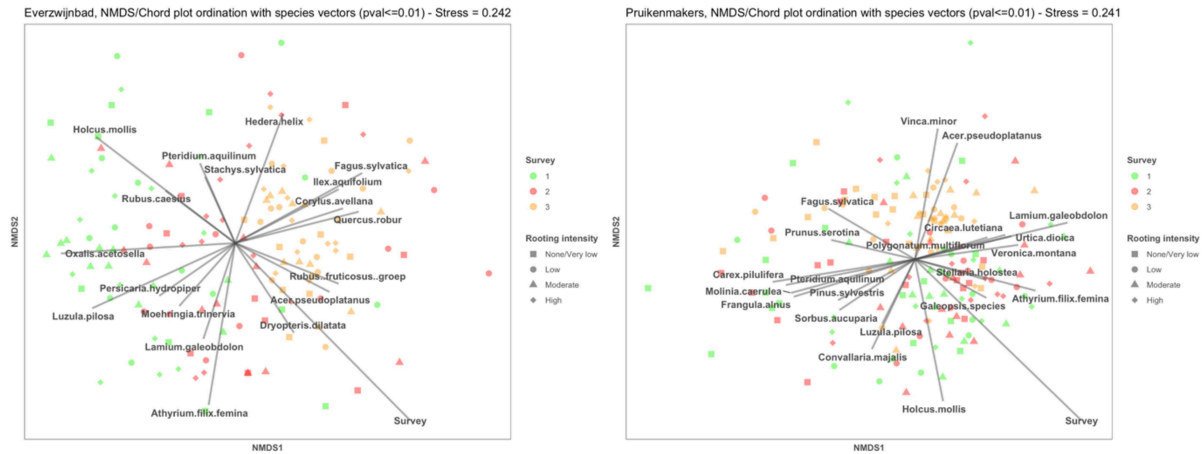 Everzwijnbad, NMDS/Chord plot ordination with species vectors (pval<=0.01) - Stress = 0.242
Holcus.mollis
Hedera.helix
Pteridium.aquilinum
Stachys.sylvatica
Fagus.sylvatica
Ilex.aquifolium
Rubus.caesius
Corylus.avellana
Quercus.robur
Oxalis.acetosella
Rubus..fruticosus..groep
Persicaria.hydropiper
Acer.pseudoplatanus
Luzula.pilosa
Moehringia.trinervia
Dryopteris.dilatata
Lamium.galeobdolon
Athyrium.filix.femina
Survey
NMDS2
NMDS1
Survey
1
2
3
Rooting intensity
None/Very low
Low
Moderate
High
Pruikenmakers, NMDS/Chord plot ordination with species vectors (pval<=0.01) - Stress = 0.241
Vinca.minor
Acer.pseudoplatanus
Fagus.sylvatica
Lamium.galeobdolon
Circaea.lutetiana
Prunus.serotina
Urtica.dioica
Polygonatum.multiflorum
Veronica.montana
Carex.pilulifera
Stellaria.holostea
Pteridium.aquilinum
Molinia.caerulea
Pinus.sylvestris
Athyrium.filix.femina
Frangula.alnus
Galeopsis.species
Sorbus.aucuparia
Luzula.pilosa
Convallaria.majalis
Holcus.mollis
Survey
NMDS2
NMDS1
Survey
1
2
3
Rooting intensity
None/Very low
Low
Moderate
High